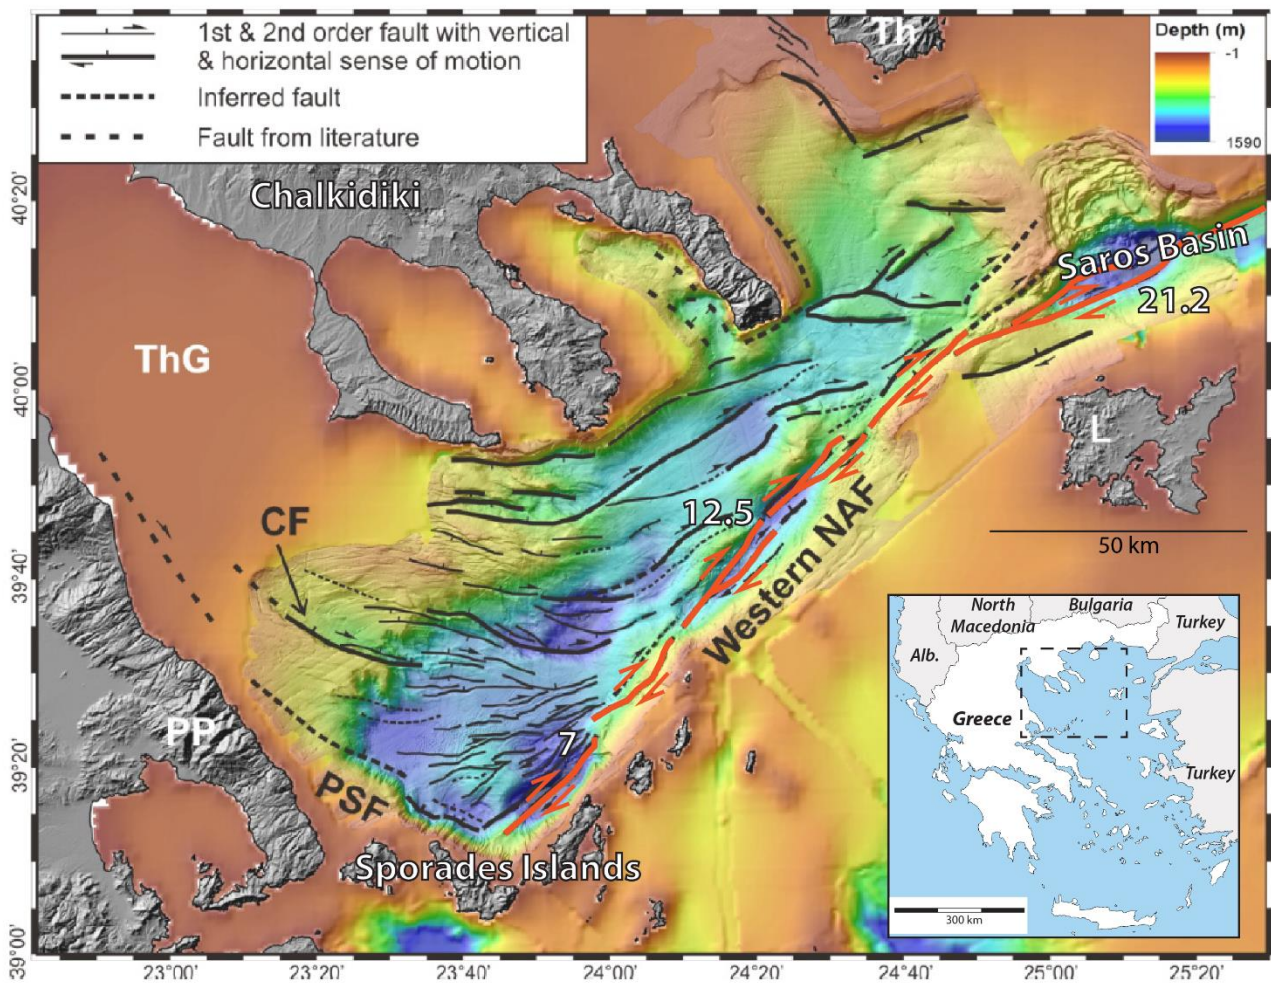 1st & 2nd order fault with vertical
& horizontal sense of motion
Inferred fault
Fault from literature
Th
Depth (m)
-1
1590
Chalkidiki
Saros Basin
21.2
ThG
L
50 km
CF
12.5
Western NAF
PP
7
PSF
Sporades Islands
North
Macedonia
Bulgaria
Turkey
Alb.
Greece
Turkey
300 km
40°20'
40°00'
39°40'
39°20'
39°00'
23°00'
23°20'
23°40'
24°00'
24°20'
24°40'
25°00'
25°20'